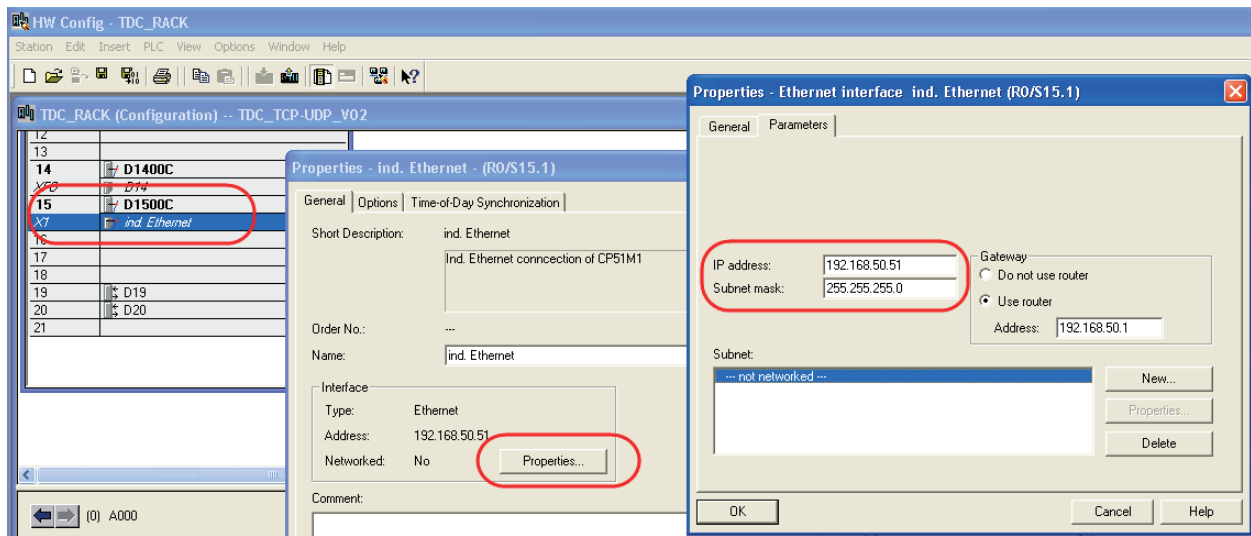 HW Config - TDC_RACK
Station Edit Insert PLC View Options Window Help
TDC_RACK (Configuration) -- TDC_TCP-UDP_V02
12
13
14 D1400C
D14
15 D1500C
X1 ind. Ethernet
16
17
18
19 D19
20 D20
21
(0) A000
Properties - ind. Ethernet - (R0/S15.1)
General Options Time-of-Day Synchronization
Short Description: ind. Ethernet
Ind. Ethernet conncection of CP51M1
Order No.: ---
Name: ind. Ethernet
Interface
Type: Ethernet
Address: 192.168.50.51
Networked: No Properties...
Comment:
Properties - Ethernet interface ind. Ethernet (R0/S15.1)
General Parameters
IP address: 192.168.50.51
Subnet mask: 255.255.255.0
Gateway
Do not use router
Use router
Address: 192.168.50.1
Subnet:
--- not networked ---
New...
Properties...
Delete
OK Cancel Help